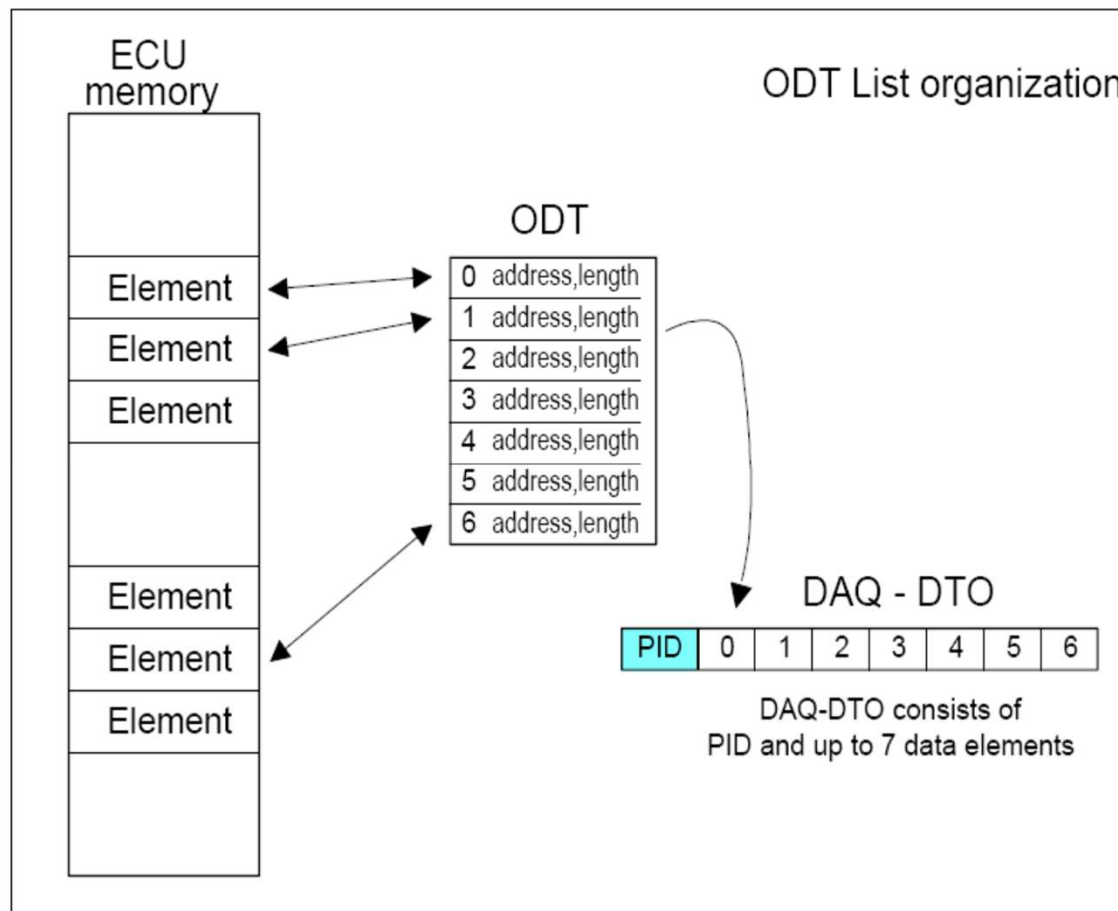 ECU
memory
ODT List organization
Element
Element
Element
Element
Element
Element
ODT
0 address,length
1 address,length
2 address,length
3 address,length
4 address,length
5 address,length
6 address,length
DAQ - DTO
PID 0 1 2 3 4 5 6
DAQ-DTO consists of
PID and up to 7 data elements